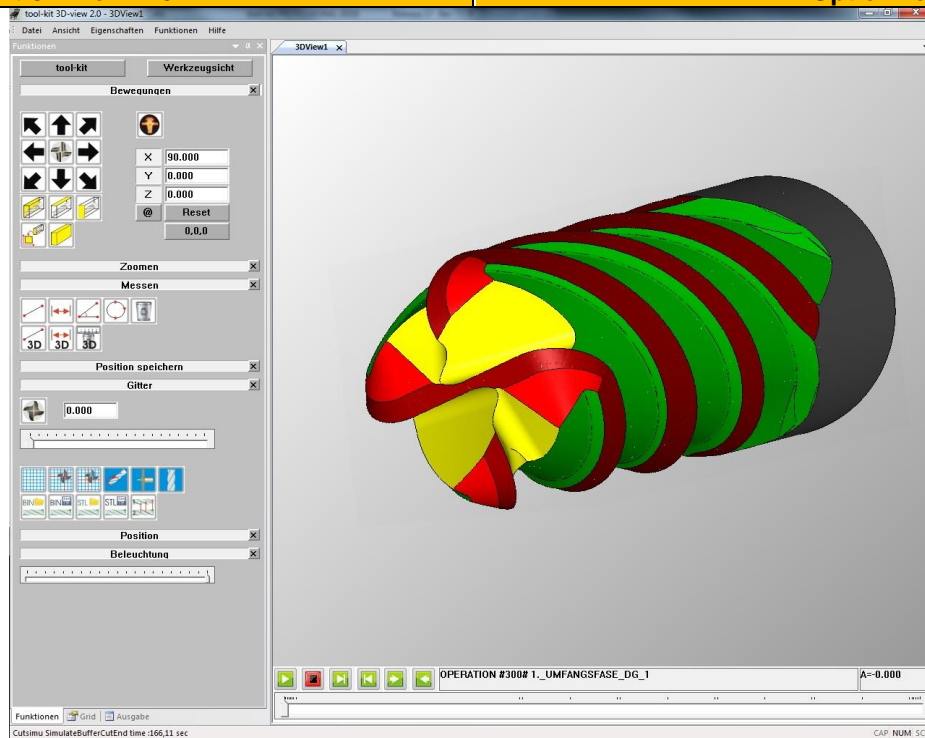 tool-kit 3D-view 2.0 - 3DView1
Datei Ansicht Eigenschaften Funktionen Hilfe
Funktionen
3DView1
tool-kit Werkzeugsicht
Bewegungen
X 90.000
Y 0.000
Z 0.000
@ Reset
0,0,0
Zoomen
Messen
3D 3D 3D
Position speichern
Gitter
0.000
BIN BIN STL STL
Position
Beleuchtung
OPERATION #300# 1._UMFANGSFASE_DG_1 A=-0.000
Funktionen Grid Ausgabe
Cutsimu SimulateBufferCutEnd time :166,11 sec CAP NUM SC